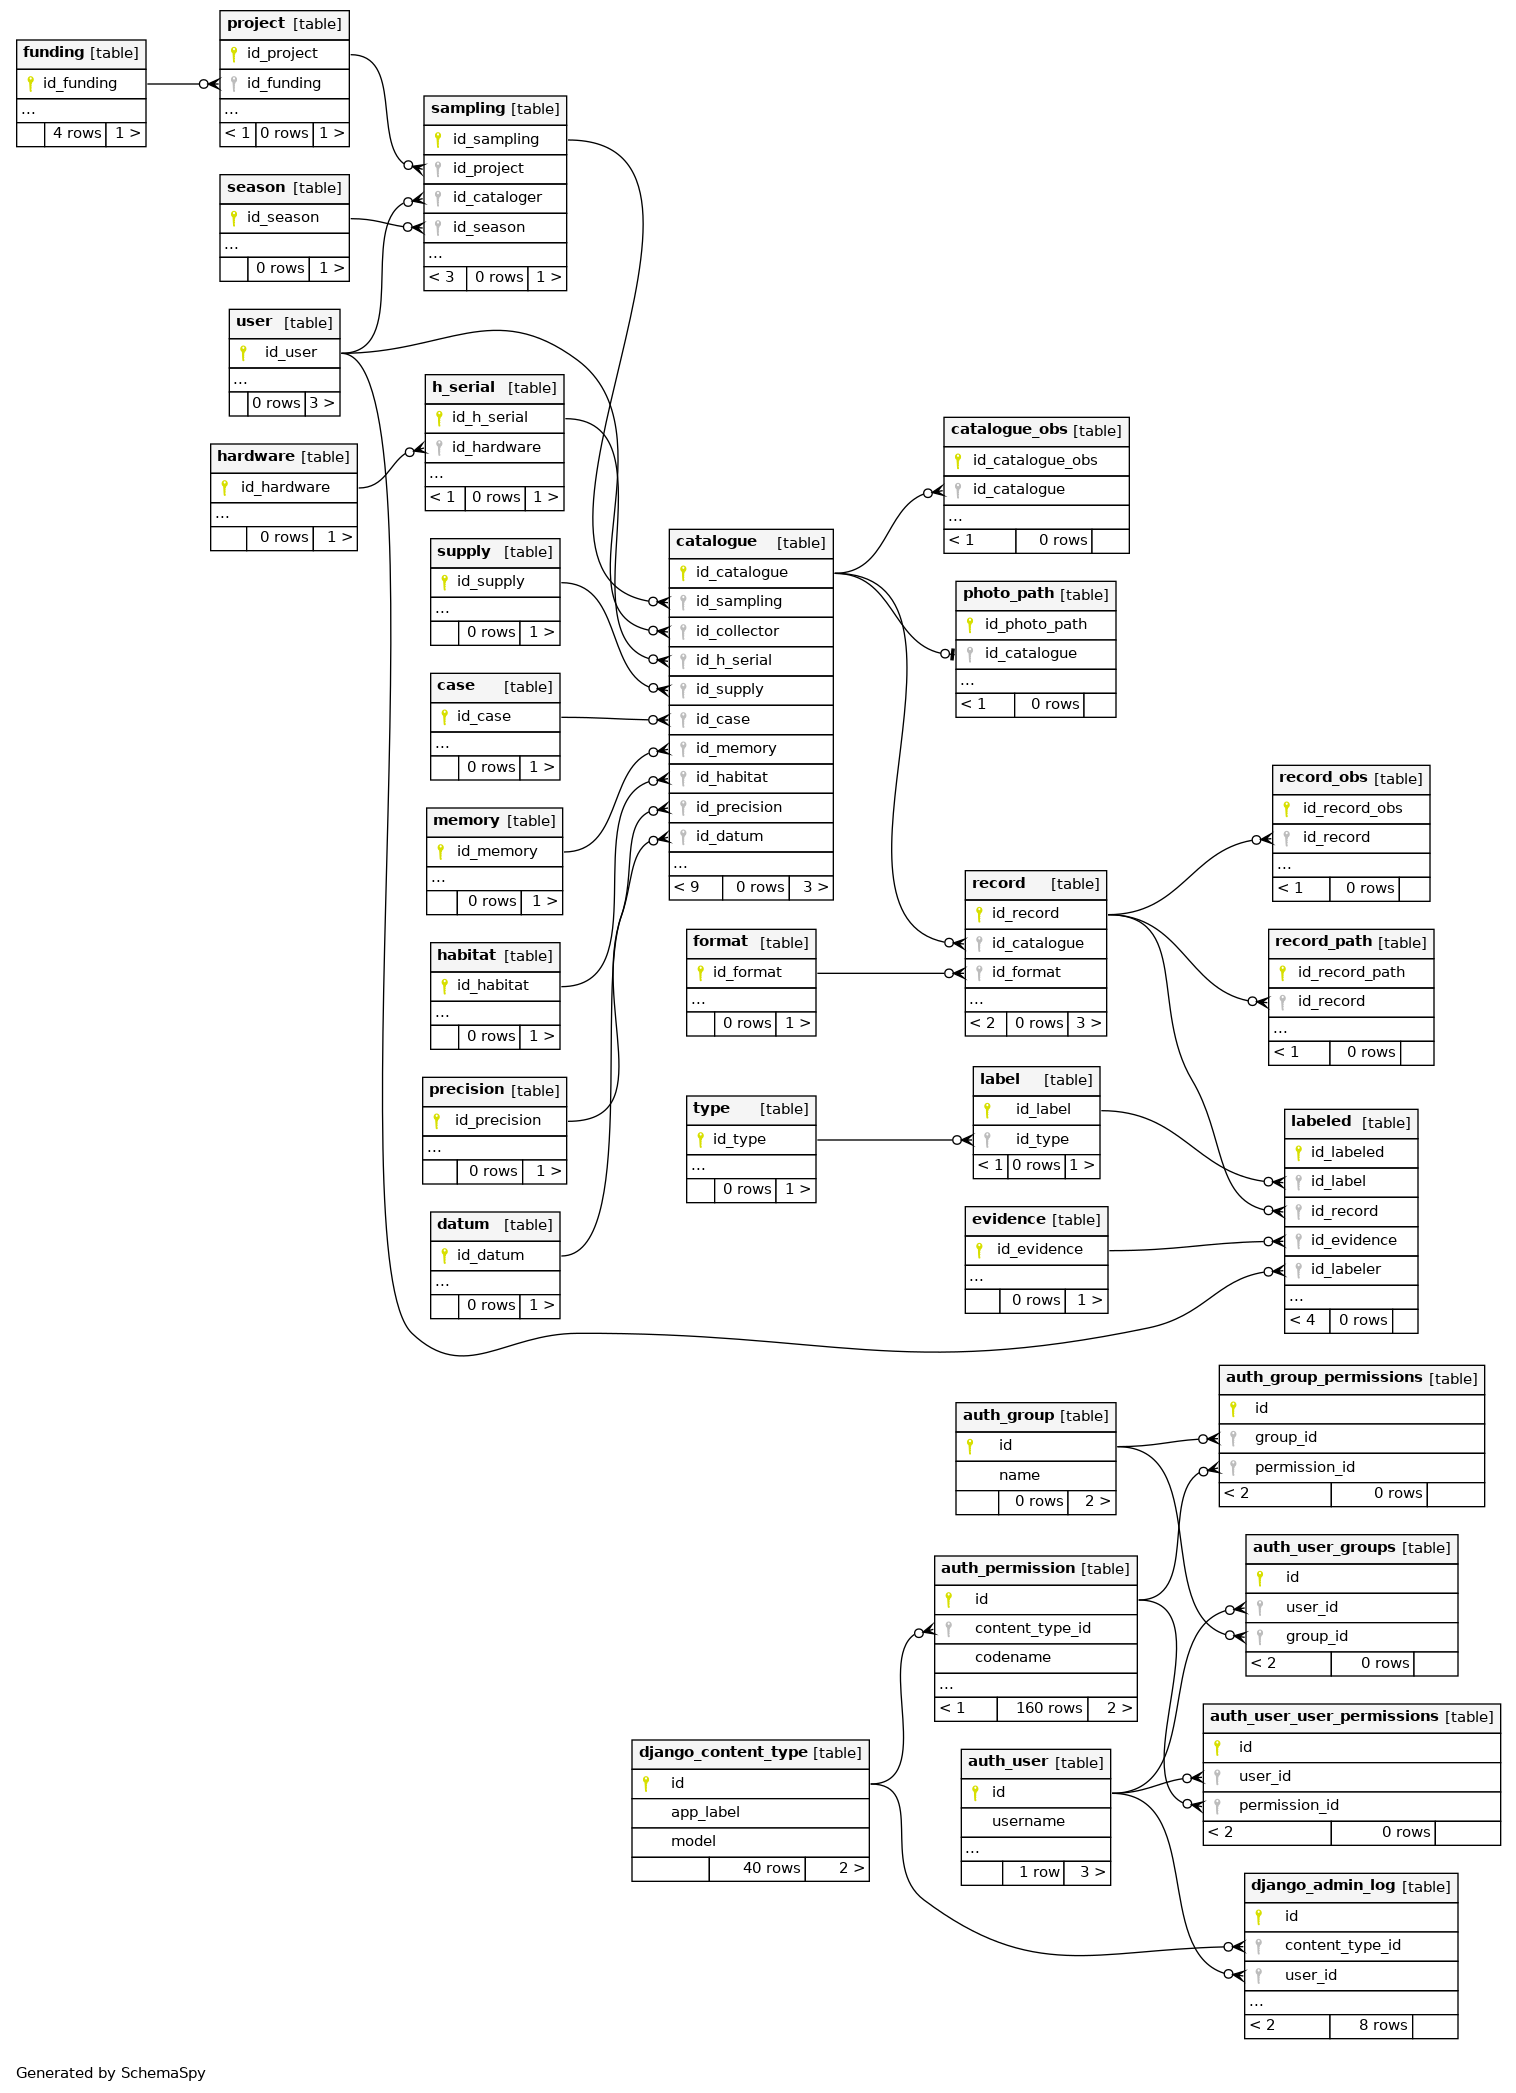 funding [table]
id_funding
...
4 rows 1 >
project [table]
id_project
id_funding
...
< 1 0 rows 1 >
season [table]
id_season
...
0 rows 1 >
user [table]
id_user
...
0 rows 3 >
hardware [table]
id_hardware
...
0 rows 1 >
sampling [table]
id_sampling
id_project
id_cataloger
id_season
...
< 3 0 rows 1 >
h_serial [table]
id_h_serial
id_hardware
...
< 1 0 rows 1 >
supply [table]
id_supply
...
0 rows 1 >
case [table]
id_case
...
0 rows 1 >
memory [table]
id_memory
...
0 rows 1 >
habitat [table]
id_habitat
...
0 rows 1 >
precision [table]
id_precision
...
0 rows 1 >
datum [table]
id_datum
...
0 rows 1 >
catalogue [table]
id_catalogue
id_sampling
id_collector
id_h_serial
id_supply
id_case
id_memory
id_habitat
id_precision
id_datum
...
< 9 0 rows 3 >
format [table]
id_format
...
0 rows 1 >
type [table]
id_type
...
0 rows 1 >
catalogue_obs [table]
id_catalogue_obs
id_catalogue
...
< 1 0 rows
photo_path [table]
id_photo_path
id_catalogue
...
< 1 0 rows
record [table]
id_record
id_catalogue
id_format
...
< 2 0 rows 3 >
label [table]
id_label
id_type
< 1 0 rows 1 >
evidence [table]
id_evidence
...
0 rows 1 >
record_obs [table]
id_record_obs
id_record
...
< 1 0 rows
record_path [table]
id_record_path
id_record
...
< 1 0 rows
labeled [table]
id_labeled
id_label
id_record
id_evidence
id_labeler
...
< 4 0 rows
auth_group [table]
id
name
0 rows 2 >
auth_permission [table]
id
content_type_id
codename
...
< 1 160 rows 2 >
django_content_type [table]
id
app_label
model
40 rows 2 >
auth_user [table]
id
username
...
1 row 3 >
auth_group_permissions [table]
id
group_id
permission_id
< 2 0 rows
auth_user_groups [table]
id
user_id
group_id
< 2 0 rows
auth_user_user_permissions [table]
id
user_id
permission_id
< 2 0 rows
django_admin_log [table]
id
content_type_id
user_id
...
< 2 8 rows
Generated by SchemaSpy